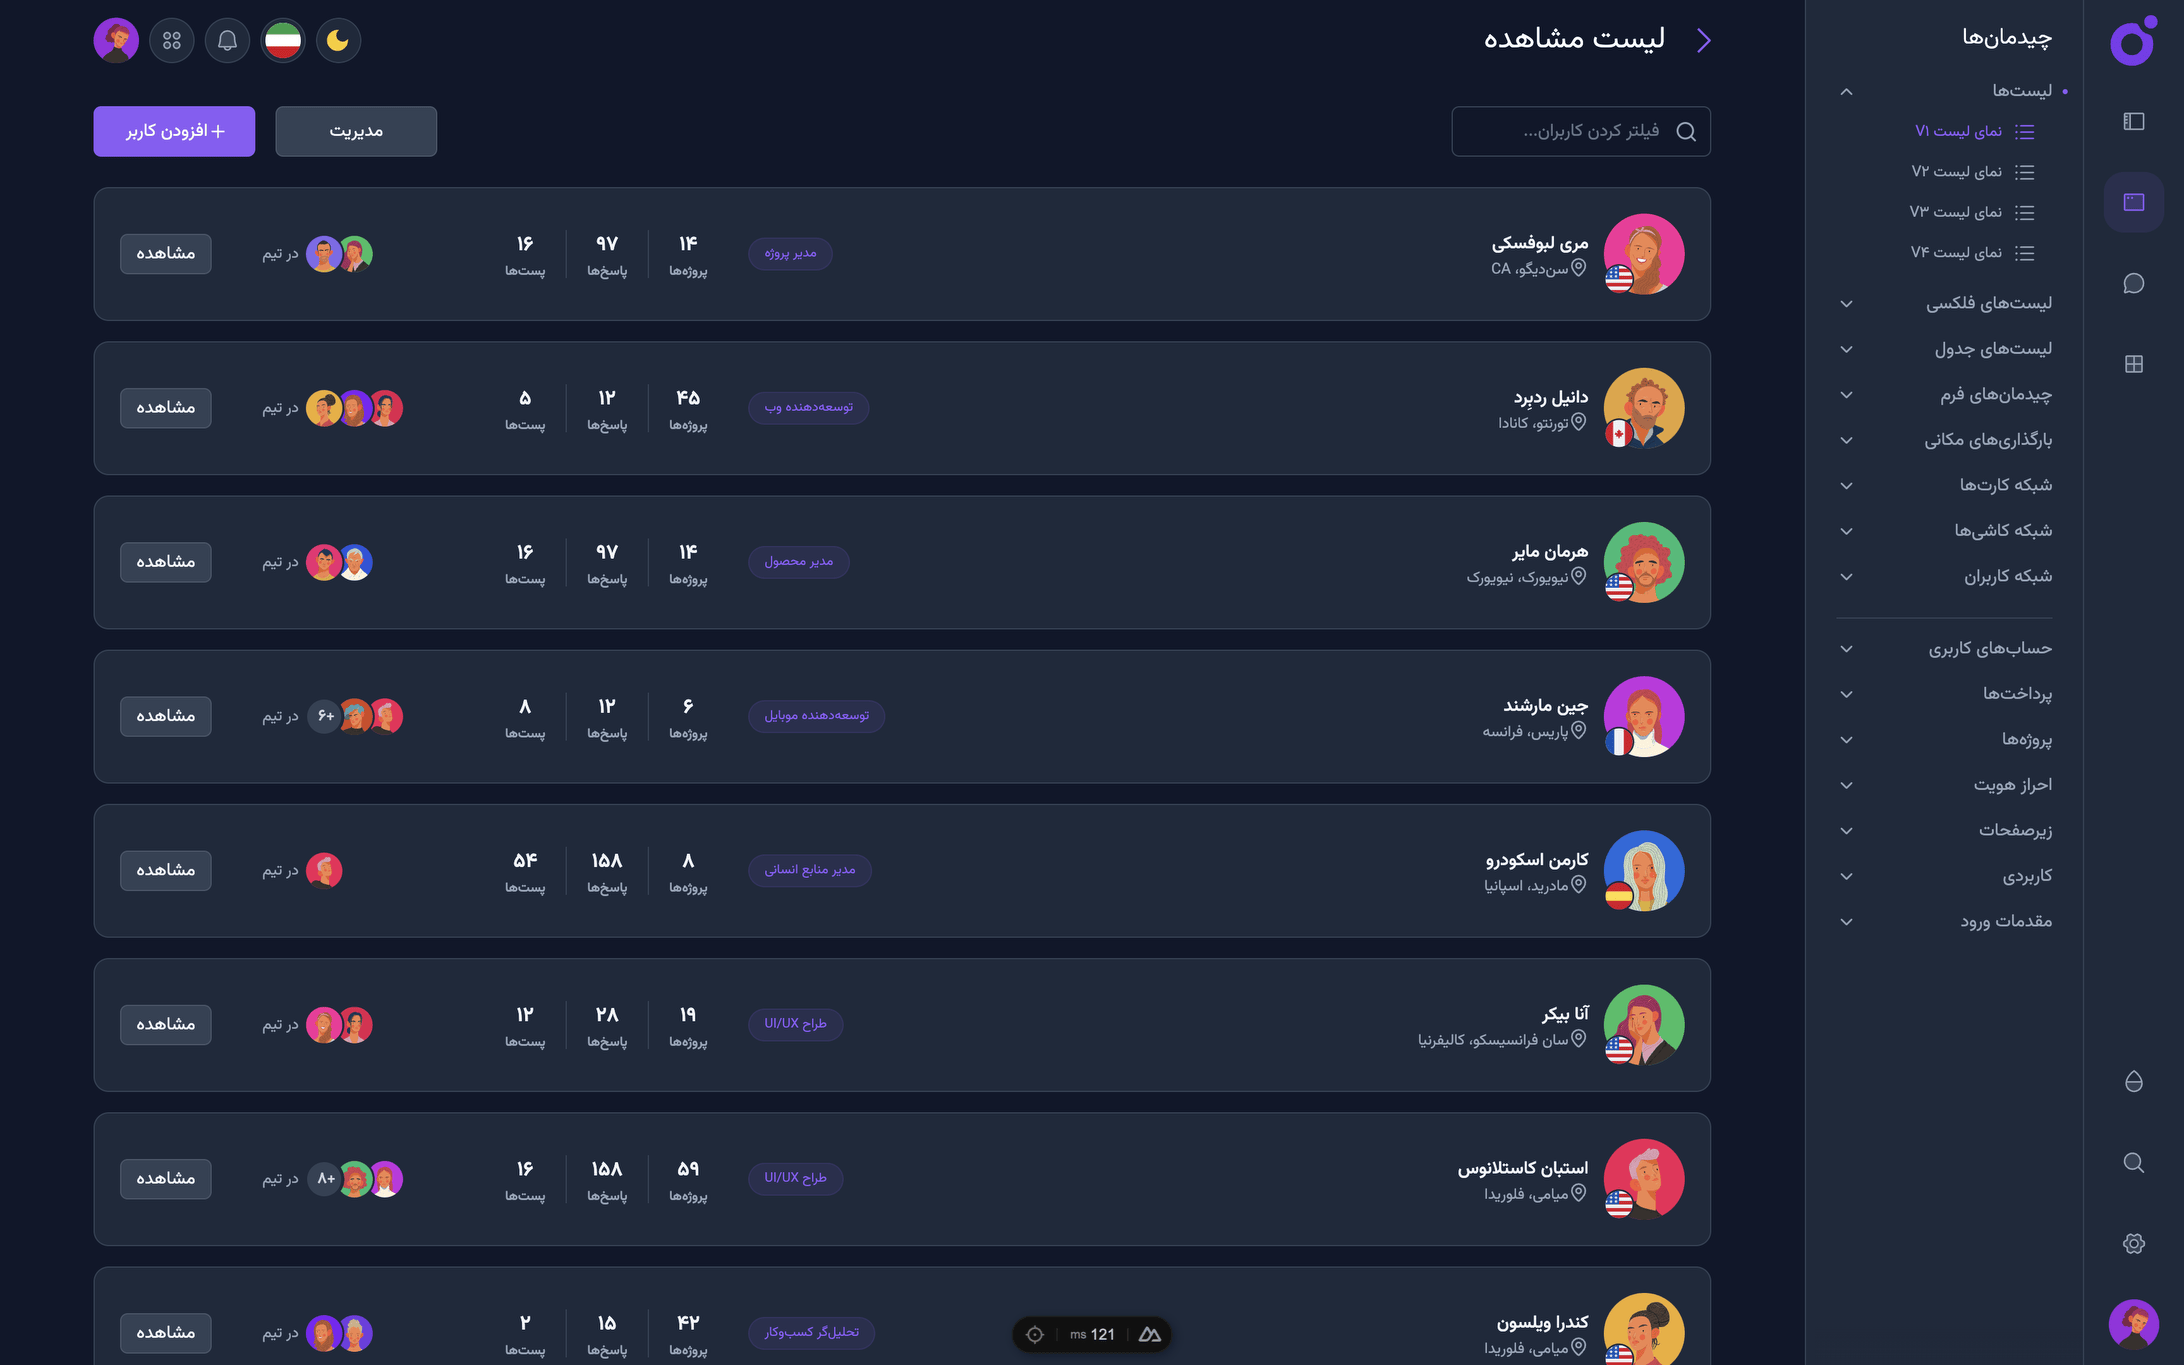 چیدمان‌ها
لیست‌ها
نمای لیست V۱
نمای لیست V۲
نمای لیست V۳
نمای لیست V۴
لیست‌های فلکسی
لیست‌های جدول
چیدمان‌های فرم
بارگذاری‌های مکانی
شبکه کارت‌ها
شبکه کاشی‌ها
شبکه کاربران
حساب‌های کاربری
پرداخت‌ها
پروژه‌ها
احراز هویت
زیرصفحات
کاربردی
مقدمات ورود
لیست مشاهده
فیلتر کردن کاربران...
مدیریت
افزودن کاربر
مری لبوفسکی
سن‌دیگو، CA
مدیر پروژه
۱۴ ۹۷ ۱۶
پروژه‌ها پاسخ‌ها پست‌ها
در تیم
مشاهده
دانیل ردبِرد
تورنتو، کانادا
توسعه‌دهنده وب
۴۵ ۱۲ ۵
پروژه‌ها پاسخ‌ها پست‌ها
در تیم
مشاهده
هرمان مایر
نیویورک، نیویورک
مدیر محصول
۱۴ ۹۷ ۱۶
پروژه‌ها پاسخ‌ها پست‌ها
در تیم
مشاهده
جین مارشند
پاریس، فرانسه
توسعه‌دهنده موبایل
۶ ۱۲ ۸
پروژه‌ها پاسخ‌ها پست‌ها
+۶
در تیم
مشاهده
کارمن اسکودرو
مادرید، اسپانیا
مدیر منابع انسانی
۸ ۱۵۸ ۵۴
پروژه‌ها پاسخ‌ها پست‌ها
در تیم
مشاهده
آنا بیکر
سان فرانسیسکو، کالیفرنیا
طراح UI/UX
۱۹ ۲۸ ۱۲
پروژه‌ها پاسخ‌ها پست‌ها
در تیم
مشاهده
استبان کاستلانوس
میامی، فلوریدا
طراح UI/UX
۵۹ ۱۵۸ ۱۶
پروژه‌ها پاسخ‌ها پست‌ها
+۸
در تیم
مشاهده
کندرا ویلسون
میامی، فلوریدا
تحلیل‌گر کسب‌وکار
۴۲ ۱۵ ۲
پروژه‌ها پاسخ‌ها پست‌ها
در تیم
مشاهده
121 ms